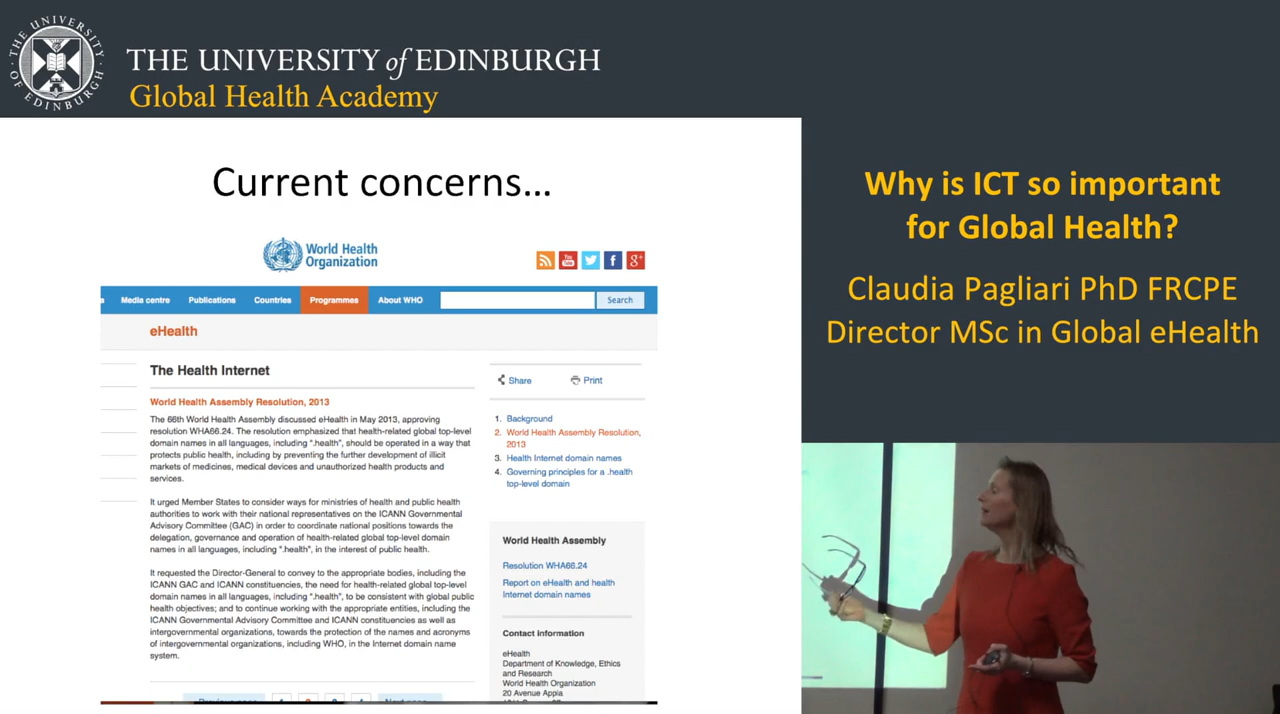 THE UNIVERSITY OF EDINBURGH
THE UNIVERSITY of EDINBURGH
Global Health Academy
Current concerns...
World Health
Organization
Media centre Publications Countries Programmes About WHO Search
eHealth
The Health Internet
World Health Assembly Resolution, 2013
The 66th World Health Assembly discussed eHealth in May 2013, approving
resolution WHA66.24. The resolution emphasized that health-related global top-level
domain names in all languages, including ".health", should be operated in a way that
protects public health, including by preventing the further development of illicit
markets of medicines, medical devices and unauthorized health products and
services.
It urged Member States to consider ways for ministries of health and public health
authorities to work with their national representatives on the ICANN Governmental
Advisory Committee (GAC) in order to coordinate national positions towards the
delegation, governance and operation of health-related global top-level domain
names in all languages, including ".health", in the interest of public health.
It requested the Director-General to convey to the appropriate bodies, including the
ICANN GAC and ICANN constituencies, the need for health-related global top-level
domain names in all languages, including ".health", to be consistent with global public
health objectives; and to continue working with the appropriate entities, including the
ICANN Governmental Advisory Committee and ICANN constituencies as well as
intergovernmental organizations, towards the protection of the names and acronyms
of intergovernmental organizations, including WHO, in the Internet domain name
system.
Share Print
1. Background
2. World Health Assembly Resolution,
2013
3. Health Internet domain names
4. Governing principles for a .health
top-level domain
World Health Assembly
Resolution WHA66.24
Report on eHealth and health
Internet domain names
Contact Information
eHealth
Department of Knowledge, Ethics
and Research
World Health Organization
20 Avenue Appia
Why is ICT so important
for Global Health?
Claudia Pagliari PhD FRCPE
Director MSc in Global eHealth